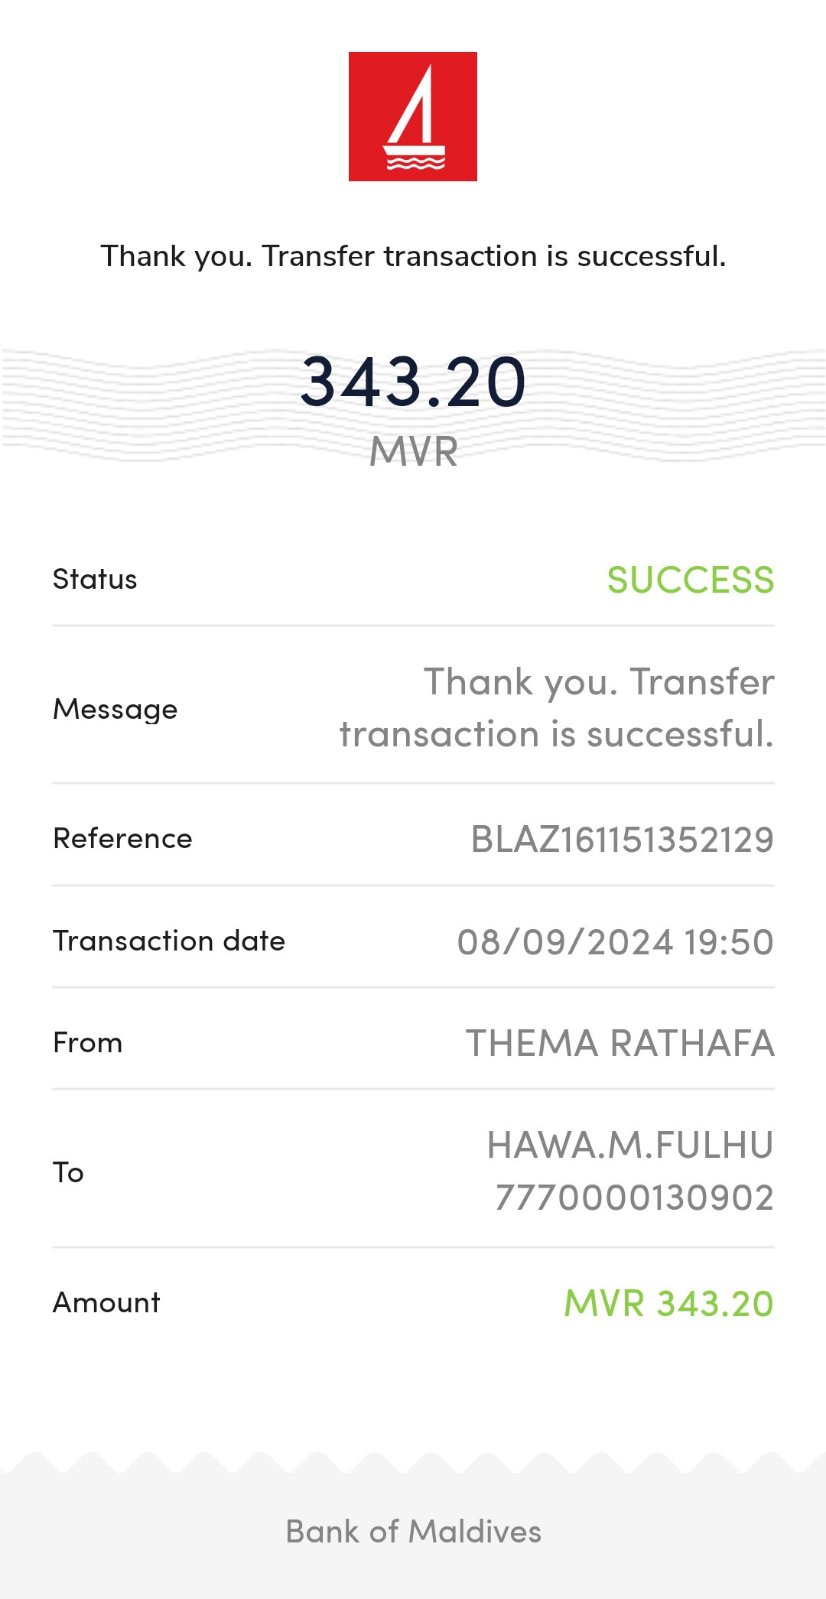 Thank you. Transfer transaction is successful.
343.20
MVR
Status
SUCCESS
Message
Thank you. Transfer
transaction is successful.
Reference
BLAZ161151352129
Transaction date
08/09/2024 19:50
From
THEMA RATHAFA
To
HAWA.M.FULHU
7770000130902
Amount
MVR 343.20
Bank of Maldives